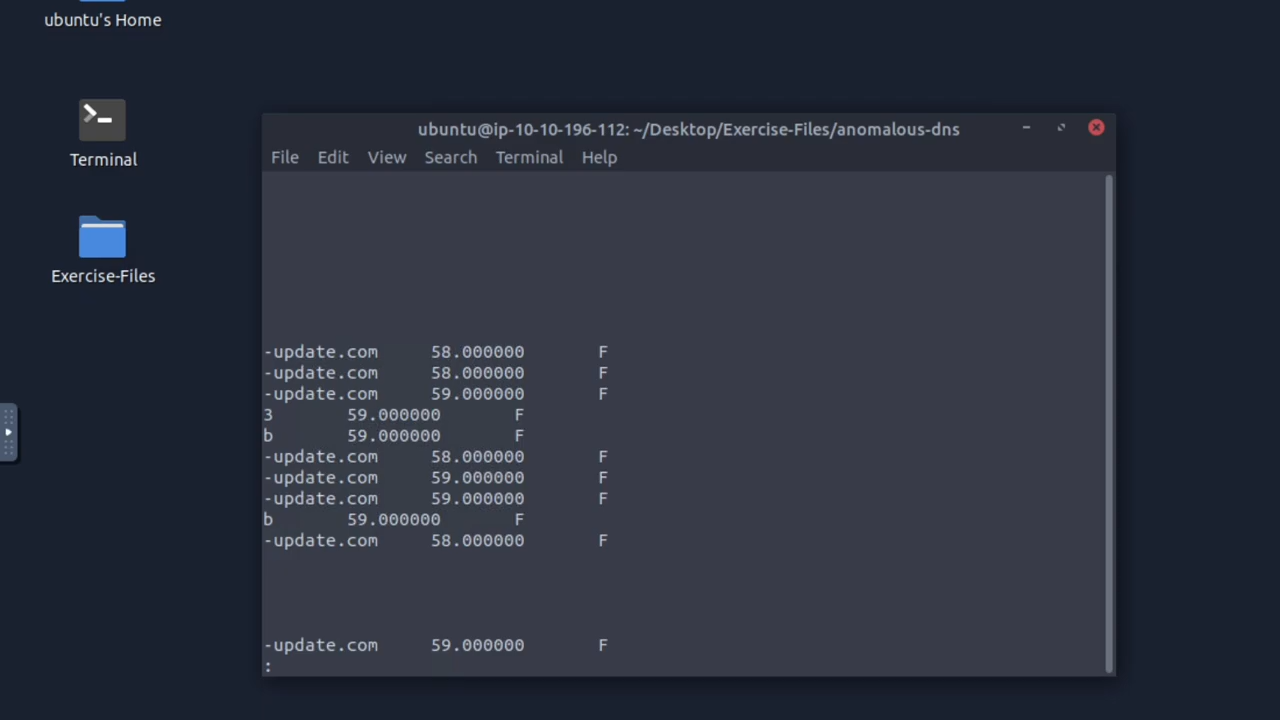 ubuntu's Home
Terminal
Exercise-Files
ubuntu@ip-10-10-196-112: ~/Desktop/Exercise-Files/anomalous-dns
File Edit View Search Terminal Help
-update.com 58.000000 F
-update.com 58.000000 F
-update.com 59.000000 F
3 59.000000 F
b 59.000000 F
-update.com 58.000000 F
-update.com 59.000000 F
-update.com 59.000000 F
b 59.000000 F
-update.com 58.000000 F
-update.com 59.000000 F
: